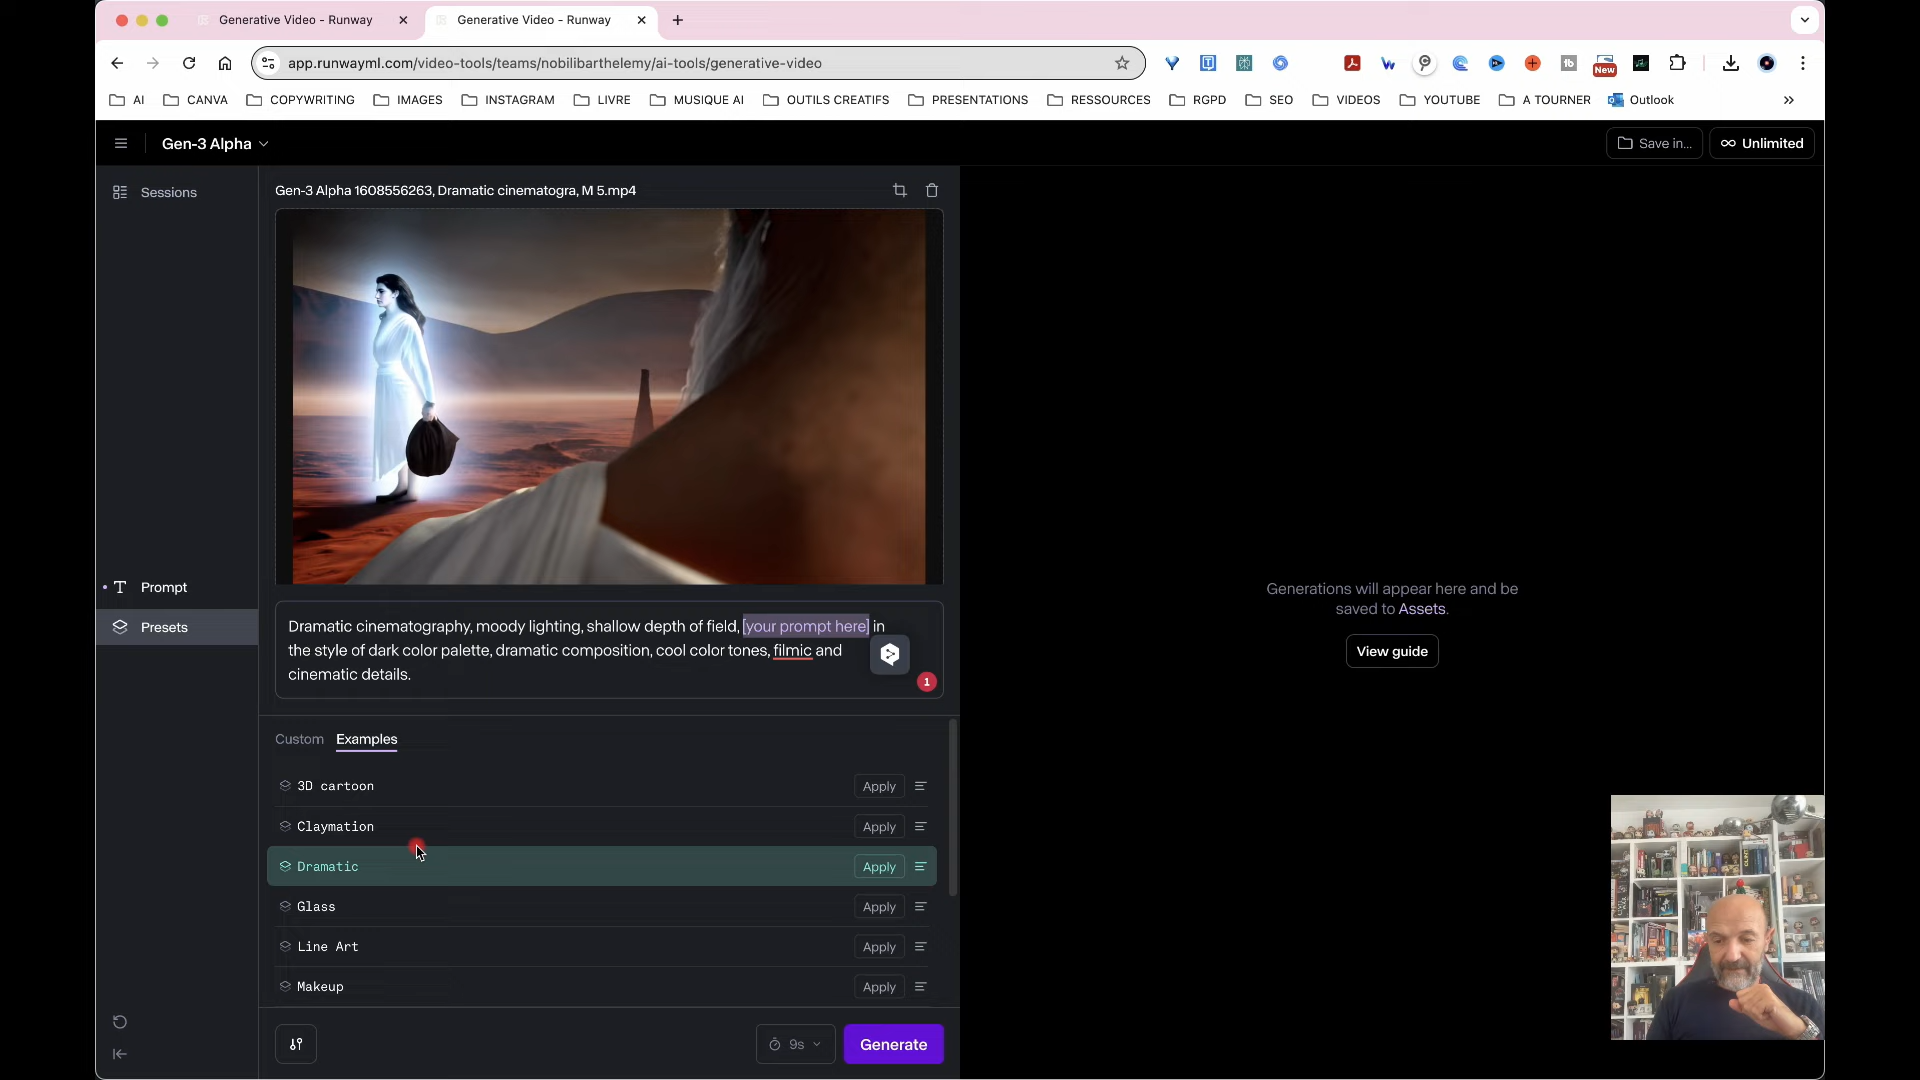 Generative Video - Runway
Generative Video - Runway
app.runwayml.com/video-tools/teams/nobilibarthelemy/ai-tools/generative-video
New
AI
CANVA
COPYWRITING
IMAGES
INSTAGRAM
LIVRE
MUSIQUE AI
OUTILS CREATIFS
PRESENTATIONS
RESSOURCES
RGPD
SEO
VIDEOS
YOUTUBE
A TOURNER
Outlook
Gen-3 Alpha
Save in...
Unlimited
Sessions
Gen-3 Alpha 1608556263, Dramatic cinematogra, M 5.mp4
Prompt
Presets
Dramatic cinematography, moody lighting, shallow depth of field, [your prompt here] in
the style of dark color palette, dramatic composition, cool color tones, filmic and
cinematic details.
1
Custom
Examples
3D cartoon
Apply
Claymation
Apply
Dramatic
Apply
Glass
Apply
Line Art
Apply
Makeup
Apply
9s
Generate
Generations will appear here and be
saved to Assets.
View guide